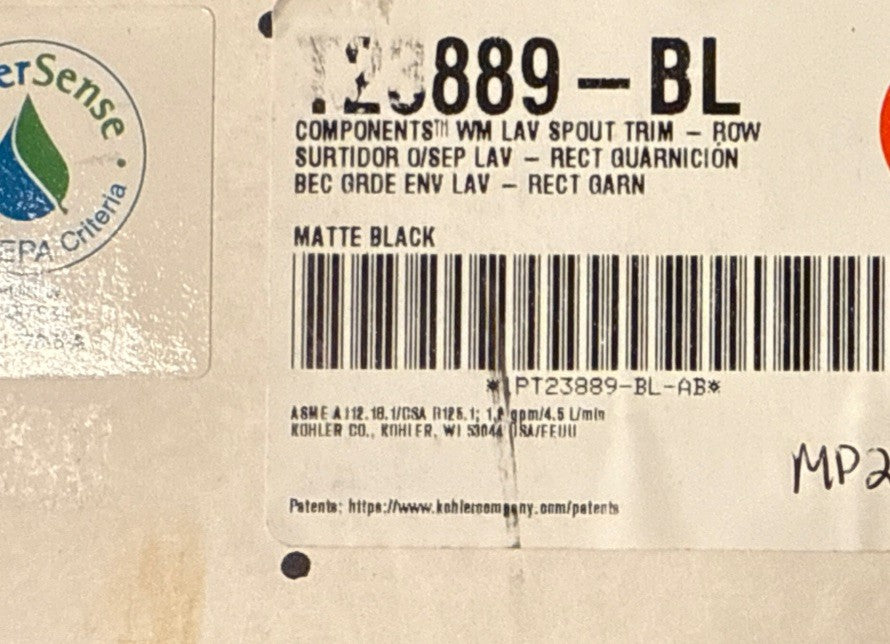 erSense
EPA Criteria
T23889-BL
COMPONENTS™ WM LAV SPOUT TRIM – ROW
SURTIDOR O/SEP LAV – RECT GUARNICIÓN
BEC GRDE ENV LAV – RECT GARN
MATTE BLACK
*1PT23889-BL-AB*
ASME A112.18.1/CSA B125.1; 1.2 gpm/4.5 L/min
KOHLER CO., KOHLER, WI 53044 USA/EEUU
Patents: https://www.kohlercompany.com/patents
MP2